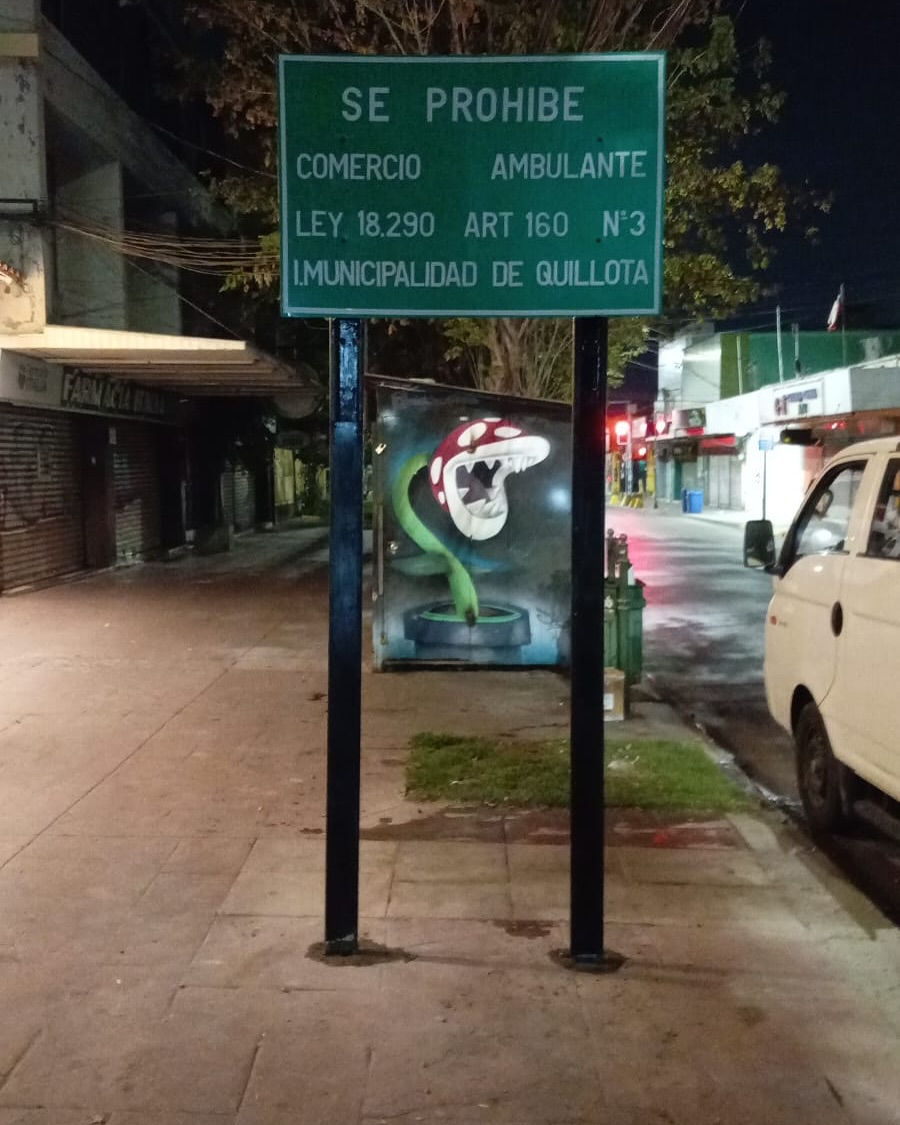 SE PROHIBE
COMERCIO AMBULANTE
LEY 18.290 ART 160 N°3
I.MUNICIPALIDAD DE QUILLOTA